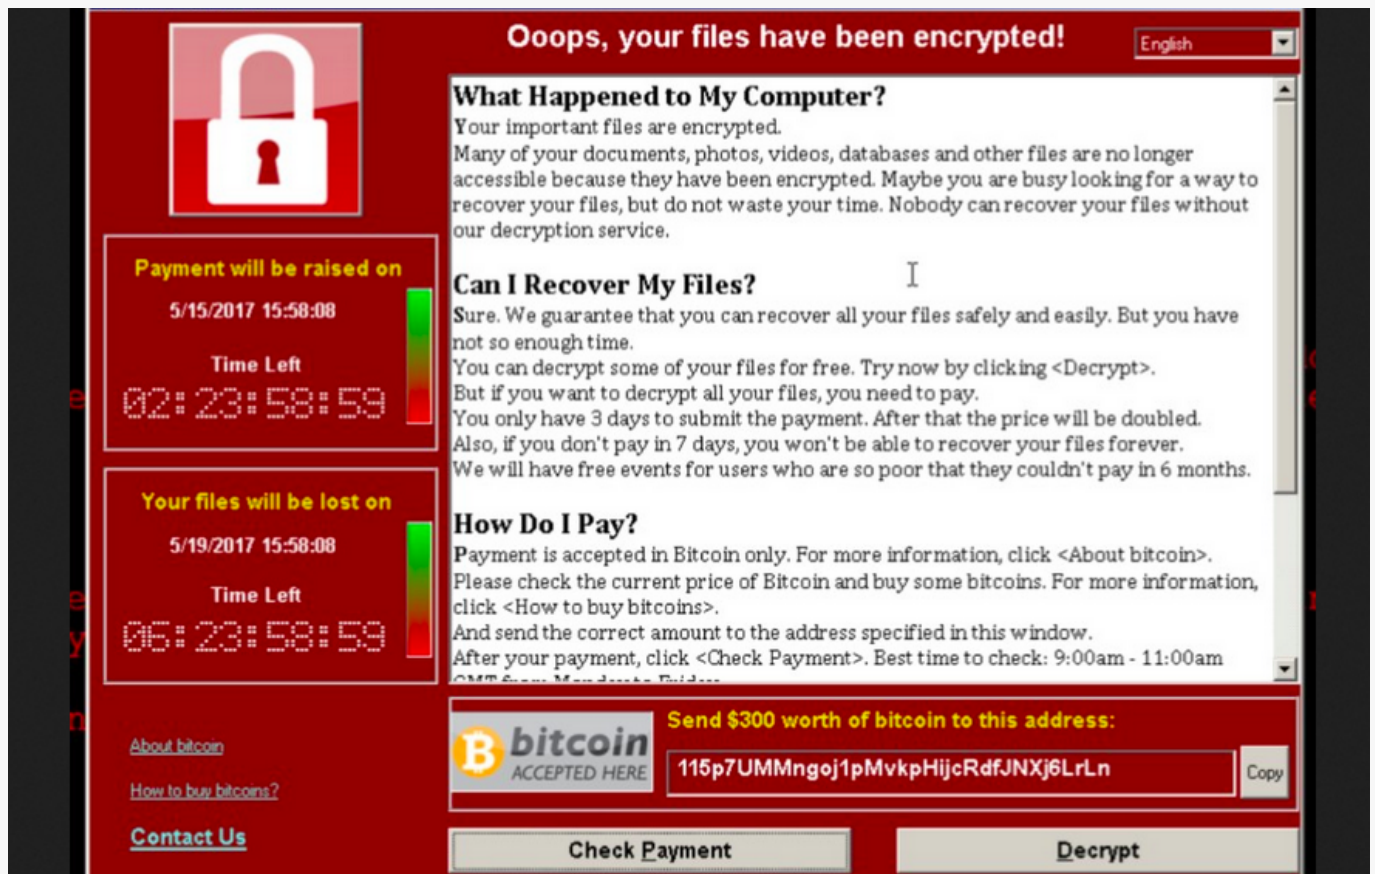 Ooops, your files have been encrypted!
English
What Happened to My Computer?
Your important files are encrypted.
Many of your documents, photos, videos, databases and other files are no longer
accessible because they have been encrypted. Maybe you are busy looking for a way to
recover your files, but do not waste your time. Nobody can recover your files without
our decryption service.
Can I Recover My Files?
Sure. We guarantee that you can recover all your files safely and easily. But you have
not so enough time.
You can decrypt some of your files for free. Try now by clicking <Decrypt>.
But if you want to decrypt all your files, you need to pay.
You only have 3 days to submit the payment. After that the price will be doubled.
Also, if you don't pay in 7 days, you won't be able to recover your files forever.
We will have free events for users who are so poor that they couldn't pay in 6 months.
How Do I Pay?
Payment is accepted in Bitcoin only. For more information, click <About bitcoin>.
Please check the current price of Bitcoin and buy some bitcoins. For more information,
click <How to buy bitcoins>.
And send the correct amount to the address specified in this window.
After your payment, click <Check Payment>. Best time to check: 9:00am - 11:00am
GMT from Monday to Friday.
Payment will be raised on
5/15/2017 15:58:08
Time Left
02:23:58:59
Your files will be lost on
5/19/2017 15:58:08
Time Left
06:23:58:59
About bitcoin
How to buy bitcoins?
Contact Us
bitcoin
ACCEPTED HERE
Send $300 worth of bitcoin to this address:
115p7UMMngoj1pMvkpHijcRdfJNXj6LrLn
Copy
Check Payment
Decrypt